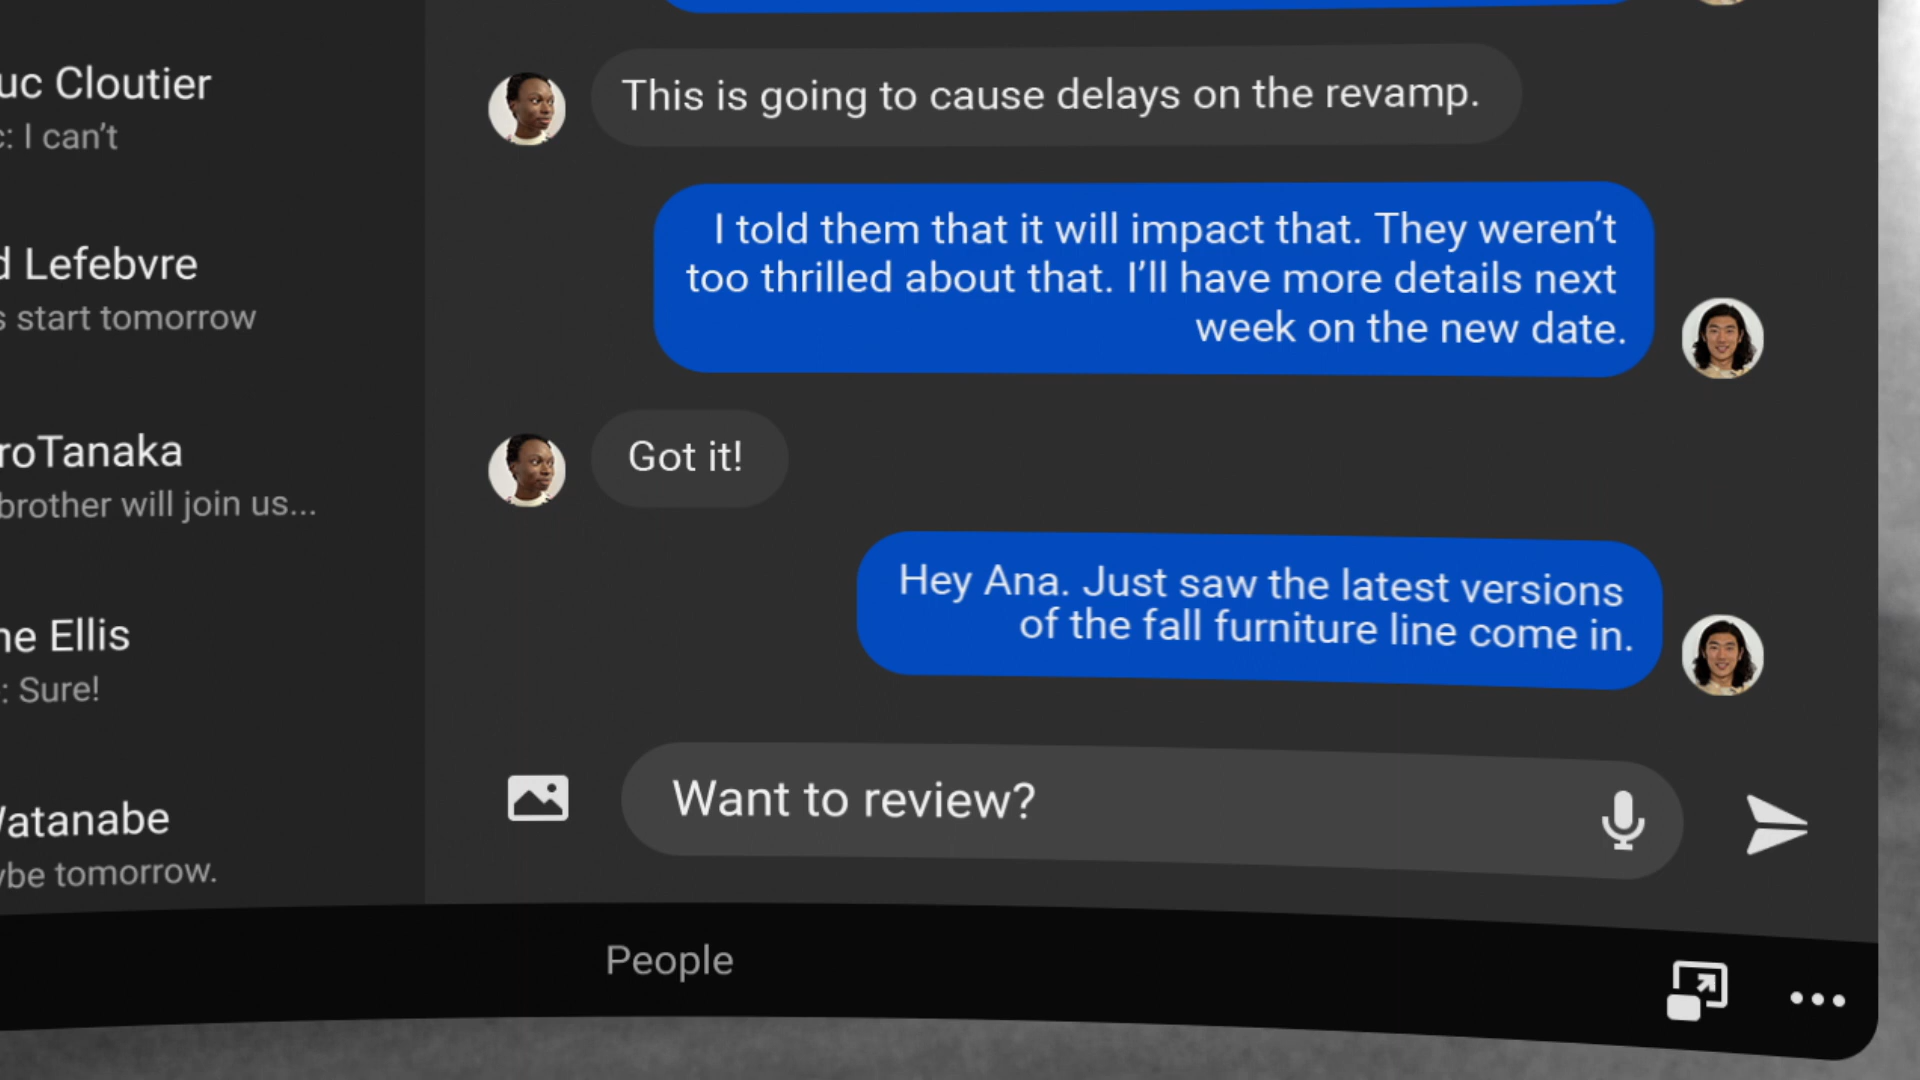 uc Cloutier
c: I can't
d Lefebvre
s start tomorrow
roTanaka
brother will join us...
ne Ellis
: Sure!
Watanabe
ybe tomorrow.
This is going to cause delays on the revamp.
I told them that it will impact that. They weren't
too thrilled about that. I'll have more details next
week on the new date.
Got it!
Hey Ana. Just saw the latest versions
of the fall furniture line come in.
Want to review?
People